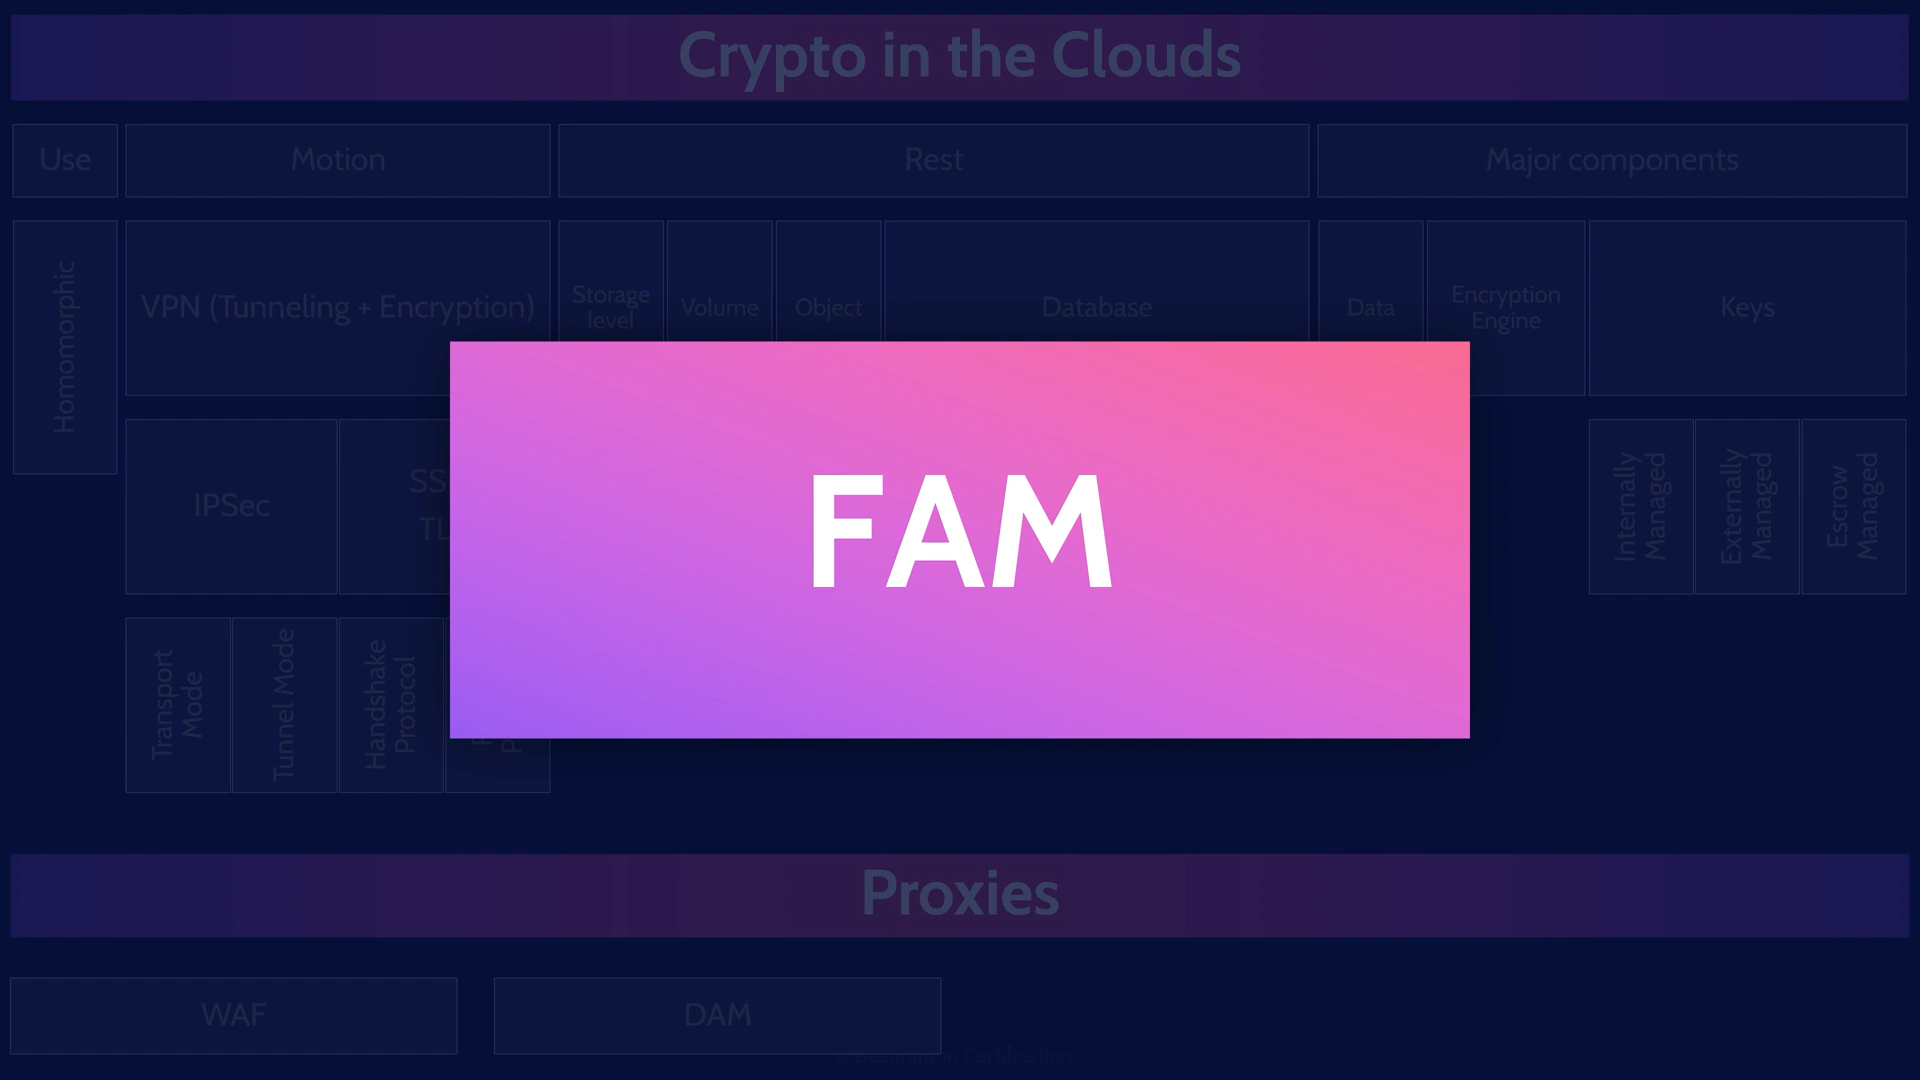 Crypto in the Clouds
Use
Motion
Rest
Major components
Homomorphic
VPN (Tunneling + Encryption)
Storage
level
Volume
Object
Database
Data
Encryption
Engine
Keys
FAM
IPSec
Internally
Managed
Externally
Managed
Escrow
Managed
Transport
Mode
Tunnel Mode
Handshake
Protocol
Proxies
WAF
DAM
Certification